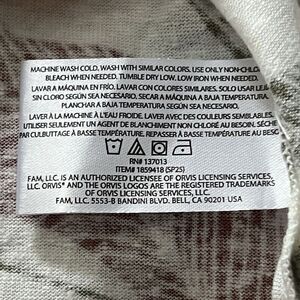 MACHINE WASH COLD, WASH WITH SIMILAR COLORS. USE ONLY NON-CHLO
BLEACH WHEN NEEDED. TUMBLE DRY LOW. LOW IRON WHEN NEEDED.
LAVAR A MÁQUINA EN FRÍO. LAVAR CON COLORES SIMILARES. SOLO USAR LEJ
SIN CLORO SEGÚN SEA NECESARIO. SECAR A MÁQUINA A BAJA TEMPERATURA.
PLANCHAR A BAJA TEMPERATURA SEGÚN SEA NECESARIO.
LAVER À LA MACHINE À L'EAU FROIDE. LAVER AVEC DES COULEURS SEMBLABLES.
UTILISER SEULEMENT UN AGENT DE BLANCHIMENT NON CHLORÉ AU BESOIN. SÉC
PAR CULBUTTAGE À BASSE TEMPÉRATURE, REPASSER À BASSE TEMPÉRATURE AU BESO
RN# 137013
ITEM# 1859418 (SP25)
FAM, LLC. IS AN AUTHORIZED LICENSEE OF ORVIS LICENSING SERVICES,
LLC. ORVIS® AND THE ORVIS LOGOS ARE THE REGISTERED TRADEMARKS
OF ORVIS LICENSING SERVICES, LLC.
FAM, LLC. 5553-B BANDINI BLVD. BELL, CA 90201 USA